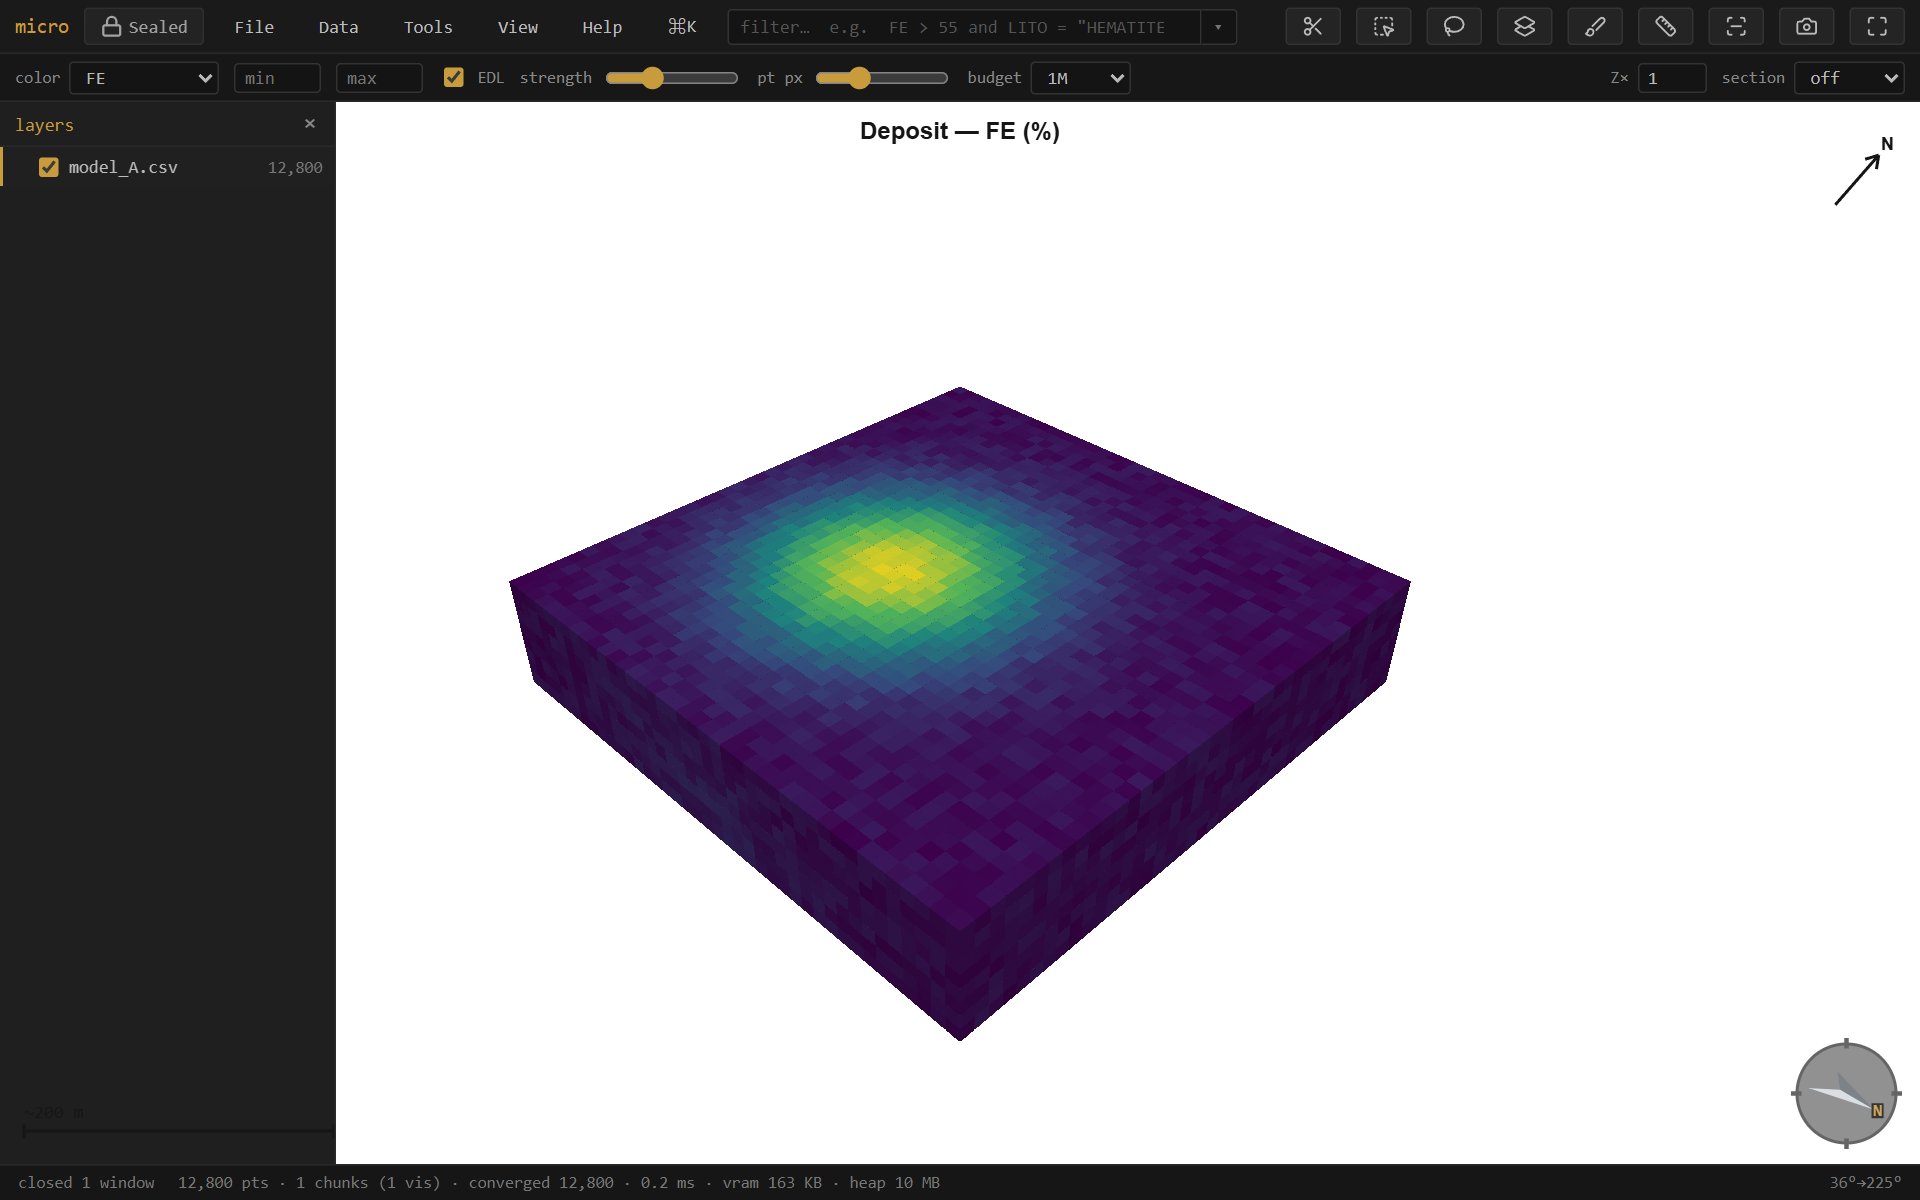 micro Sealed File Data Tools View Help ⌘K filter… e.g. FE > 55 and LITO = "HEMATITE
color FE min max EDL strength pt px budget 1M Z× 1 section off
layers ×
Deposit — FE (%)
N
model_A.csv 12,800
~200 m
N
closed 1 window 12,800 pts · 1 chunks (1 vis) · converged 12,800 · 0.2 ms · vram 163 KB · heap 10 MB 36°→225°